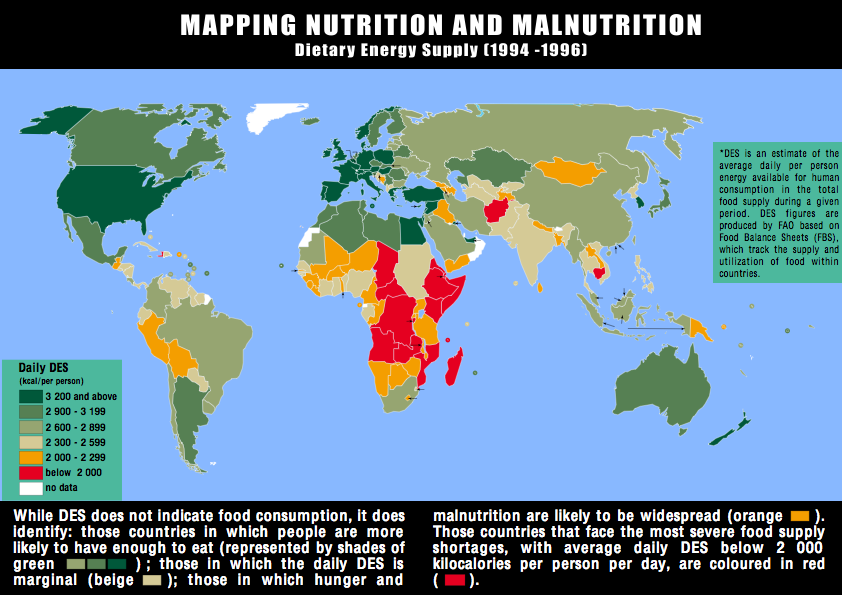 MAPPING NUTRITION AND MALNUTRITION
Dietary Energy Supply (1994 -1996)
*DES is an estimate of the
average daily per person
energy available for human
consumption in the total
food supply during a given
period. DES figures are
produced by FAO based on
Food Balance Sheets (FBS),
which track the supply and
utilization of food within
countries.
Daily DES
(kcal/per person)
3 200 and above
2 900 - 3 199
2 600 - 2 899
2 300 - 2 599
2 000 - 2 299
below 2 000
no data
While DES does not indicate food consumption, it does
identify: those countries in which people are more
likely to have enough to eat (represented by shades of
green ) ; those in which the daily DES is
marginal (beige ); those in which hunger and
malnutrition are likely to be widespread (orange ).
Those countries that face the most severe food supply
shortages, with average daily DES below 2 000
kilocalories per person per day, are coloured in red
( ).